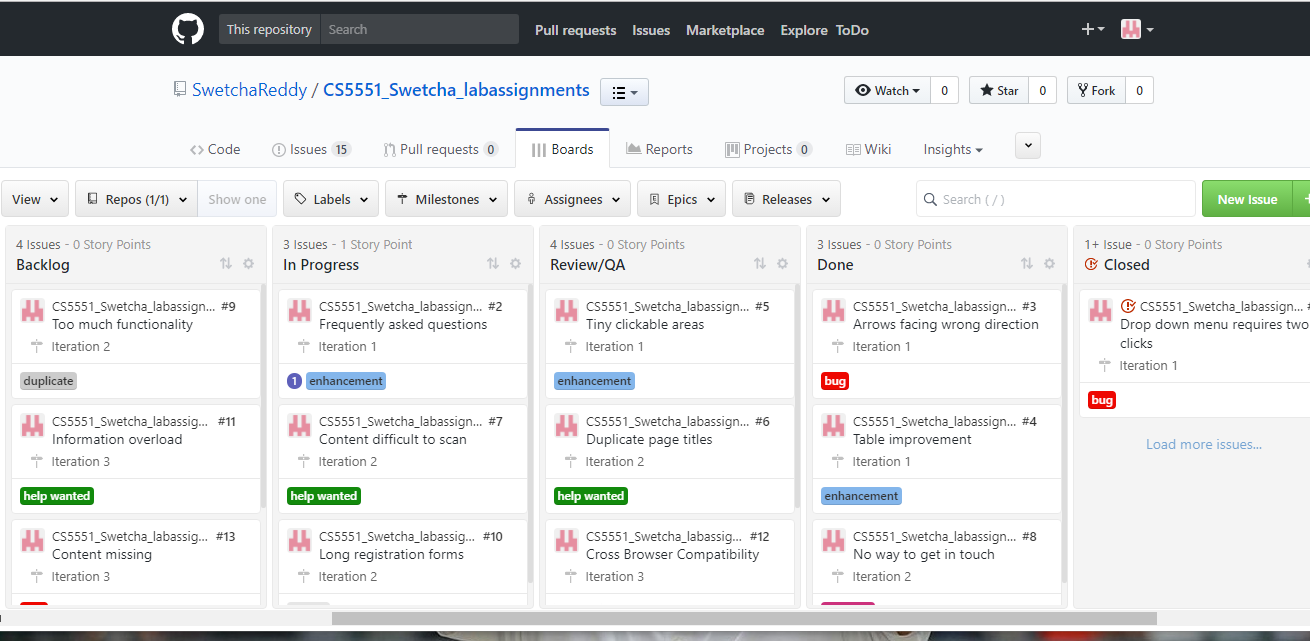 This repository Search Pull requests Issues Marketplace Explore ToDo
SwetchaReddy / CS5551_Swetcha_labassignments
Watch 0 Star 0 Fork 0
Code Issues 15 Pull requests 0 Boards Reports Projects 0 Wiki Insights
View Repos (1/1) Show one Labels Milestones Assignees Epics Releases Search ( / ) New Issue +
4 Issues - 0 Story Points
Backlog
CS5551_Swetcha_labassign... #9
Too much functionality
Iteration 2
duplicate
CS5551_Swetcha_labassig... #11
Information overload
Iteration 3
help wanted
CS5551_Swetcha_labassig... #13
Content missing
Iteration 3
3 Issues - 1 Story Point
In Progress
CS5551_Swetcha_labassign... #2
Frequently asked questions
Iteration 1
1 enhancement
CS5551_Swetcha_labassign... #7
Content difficult to scan
Iteration 2
help wanted
CS5551_Swetcha_labassig... #10
Long registration forms
Iteration 2
4 Issues - 0 Story Points
Review/QA
CS5551_Swetcha_labassign... #5
Tiny clickable areas
Iteration 1
enhancement
CS5551_Swetcha_labassign... #6
Duplicate page titles
Iteration 2
help wanted
CS5551_Swetcha_labassig... #12
Cross Browser Compatibility
Iteration 3
3 Issues - 0 Story Points
Done
CS5551_Swetcha_labassign... #3
Arrows facing wrong direction
Iteration 1
bug
CS5551_Swetcha_labassign... #4
Table improvement
Iteration 1
enhancement
CS5551_Swetcha_labassign... #8
No way to get in touch
Iteration 2
1+ Issue - 0 Story Points
Closed
CS5551_Swetcha_labassign...
Drop down menu requires two
clicks
Iteration 1
bug
Load more issues...